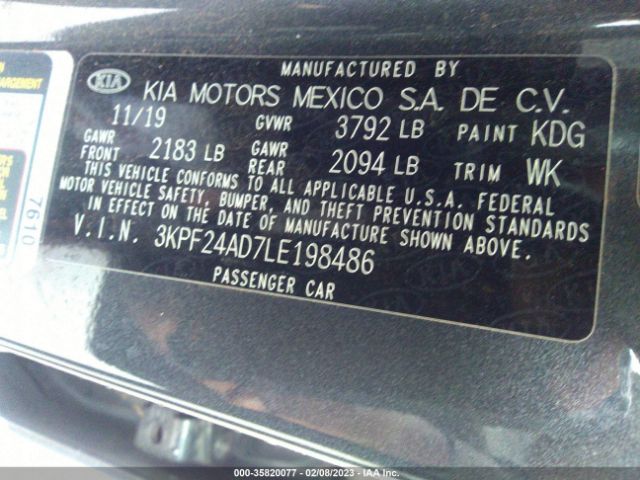 MANUFACTURED BY
KIA KIA MOTORS MEXICO S.A. DE C.V.
11/19 GVWR 3792 LB PAINT KDG
GAWR FRONT 2183 LB GAWR REAR 2094 LB TRIM WK
THIS VEHICLE CONFORMS TO ALL APPLICABLE U.S.A. FEDERAL
MOTOR VEHICLE SAFETY, BUMPER, AND THEFT PREVENTION STANDARDS
IN EFFECT ON THE DATE OF MANUFACTURE SHOWN ABOVE.
V.I.N. 3KPF24AD7LE198486
PASSENGER CAR
7610
000-35820077 - 02/08/2023 - IAA Inc.